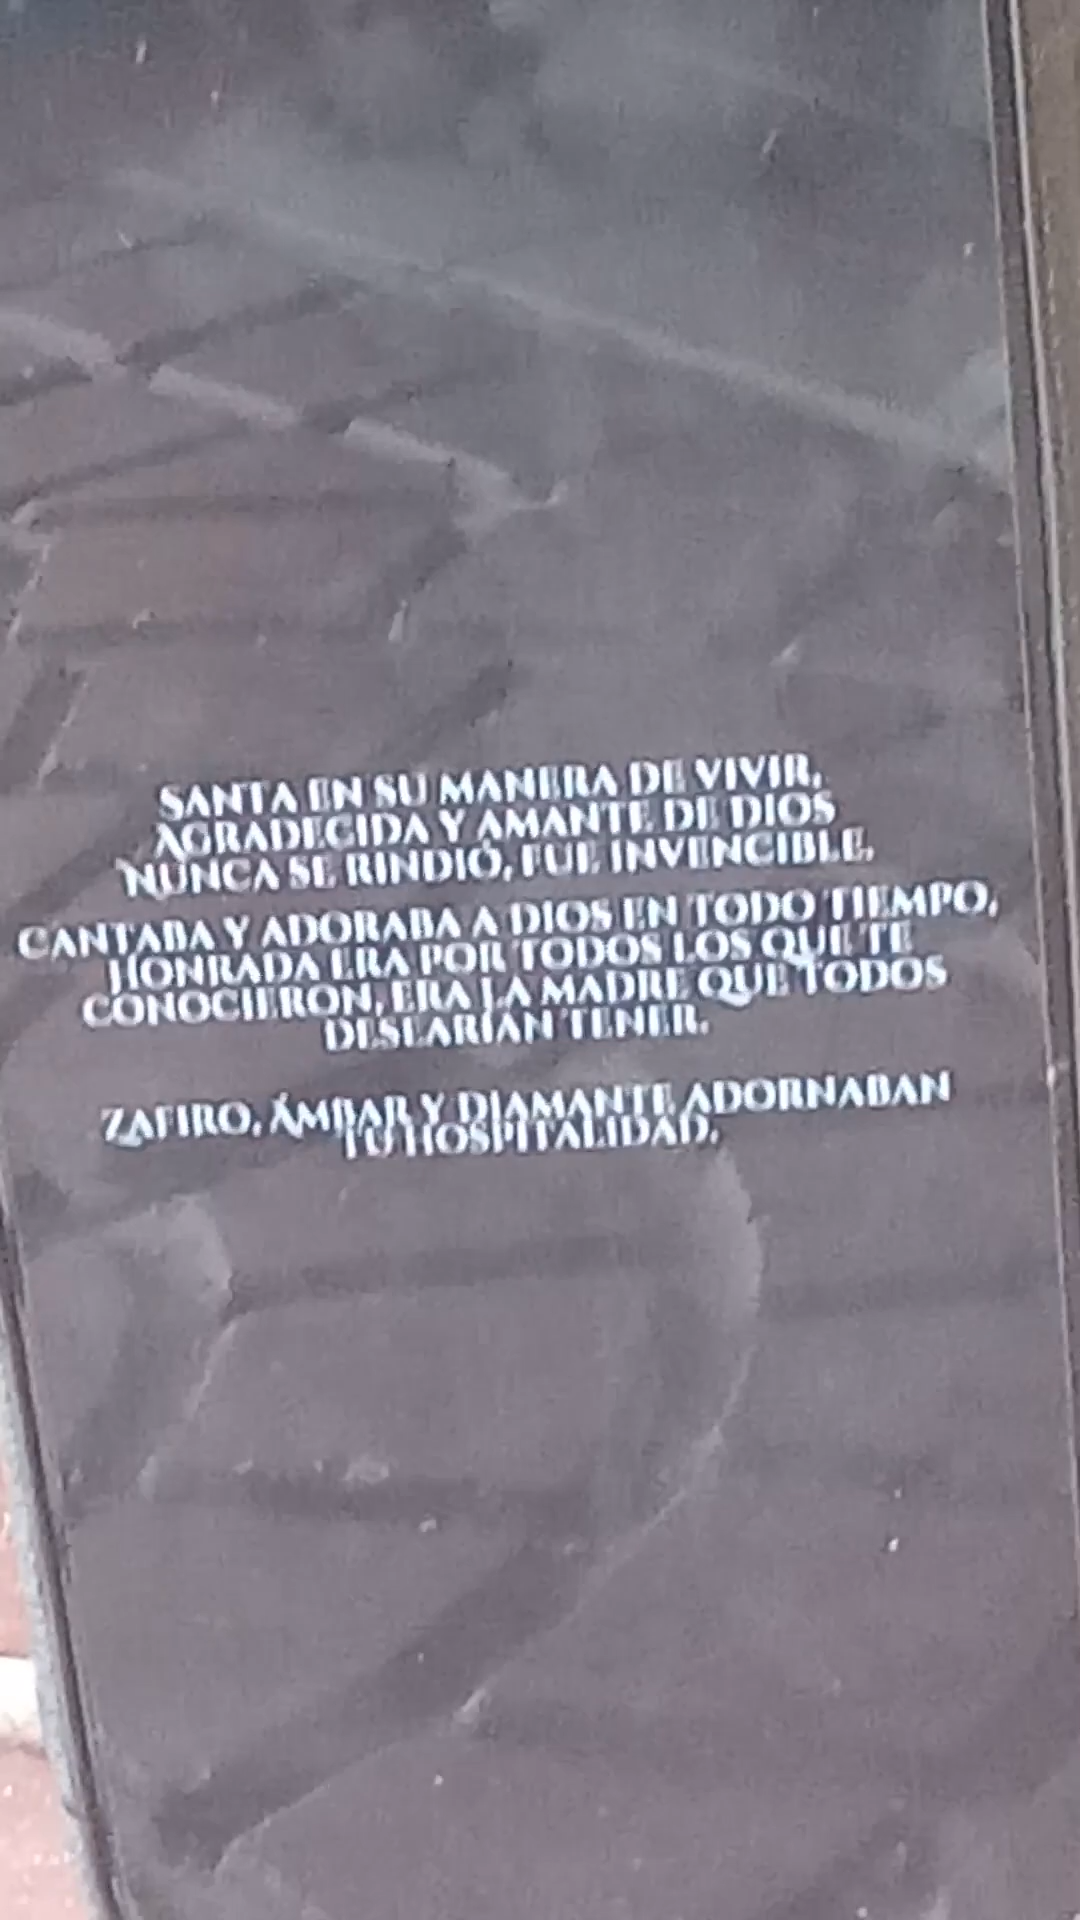 SANTA EN SU MANERA DE VIVIR,
AGRADECIDA Y AMANTE DE DIOS
NUNCA SE RINDIÓ, FUE INVENCIBLE.
CANTABA Y ADORABA A DIOS EN TODO TIEMPO,
HONRADA ERA POR TODOS LOS QUE TE
CONOCIERON, ERA LA MADRE QUE TODOS
DESEARÍAN TENER.
ZAFIRO, ÁMBAR Y DIAMANTE ADORNABAN
TU HOSPITALIDAD.